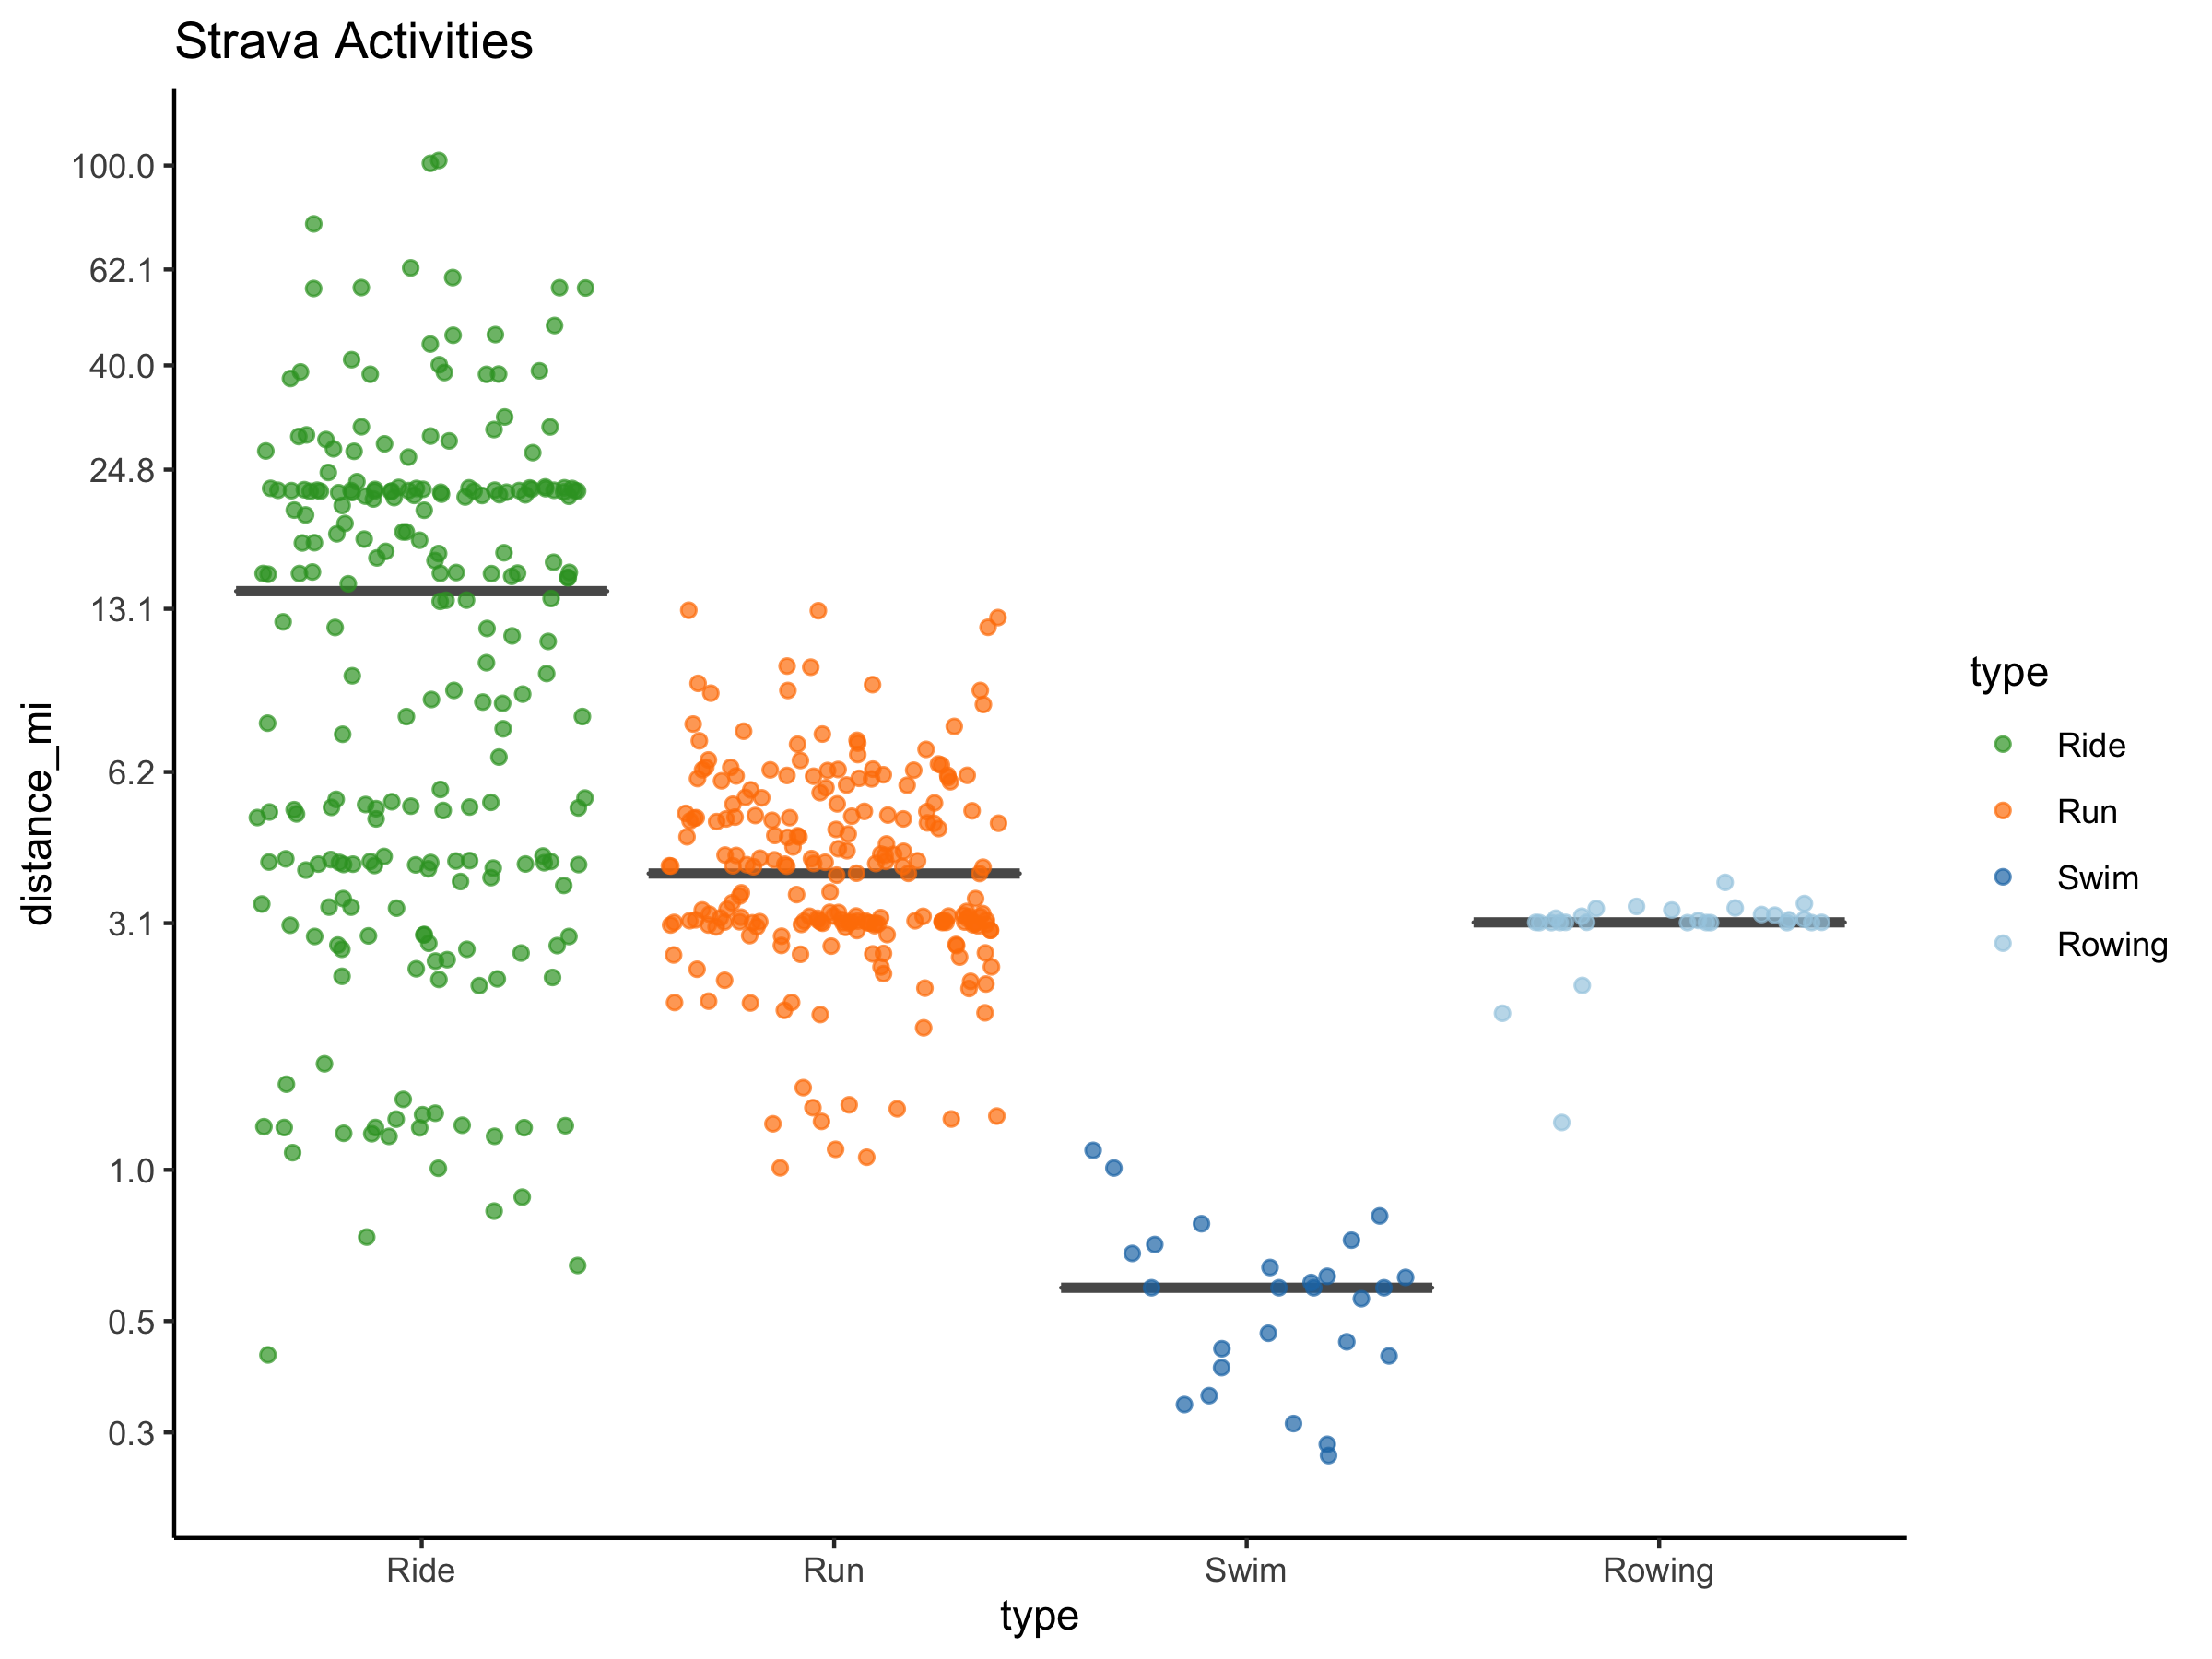 Strava Activities
distance_mi
100.0
62.1
40.0
24.8
13.1
6.2
3.1
1.0
0.5
0.3
Ride
Run
Swim
Rowing
type
type
Ride
Run
Swim
Rowing